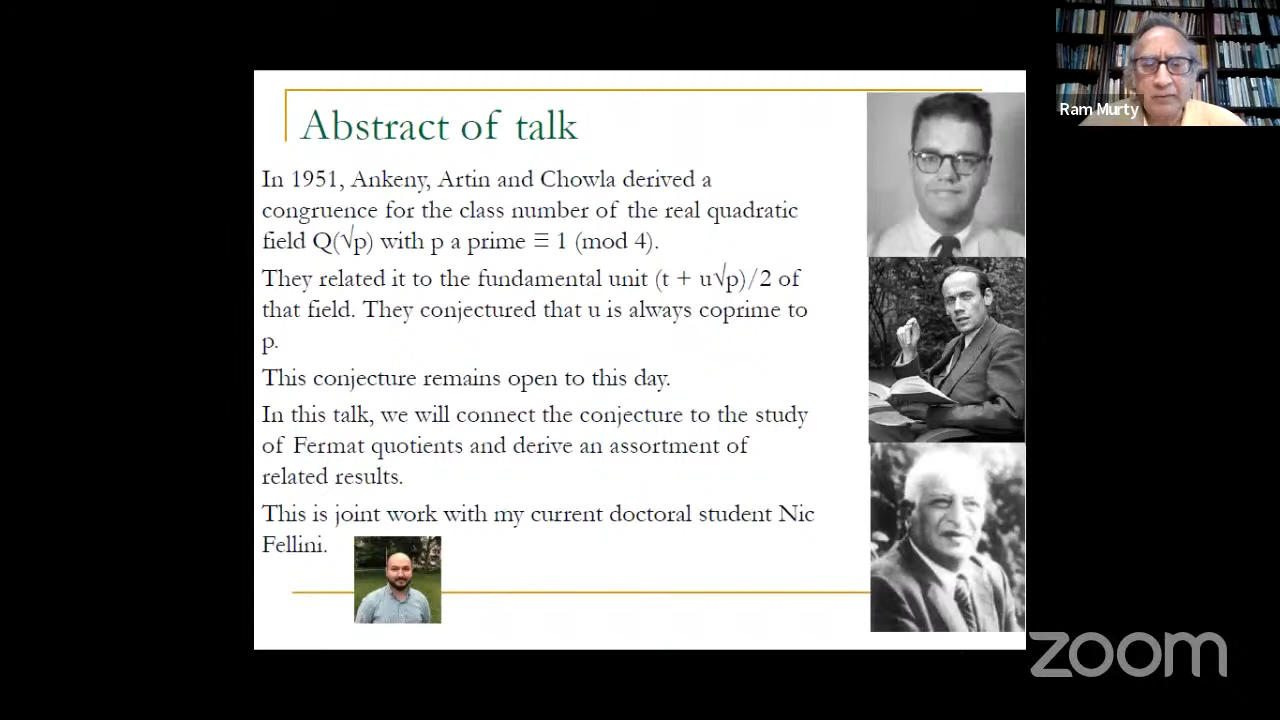 Abstract of talk
In 1951, Ankeny, Artin and Chowla derived a
congruence for the class number of the real quadratic
field Q(√p) with p a prime ≡ 1 (mod 4).
They related it to the fundamental unit (t + u√p)/2 of
that field. They conjectured that u is always coprime to
p.
This conjecture remains open to this day.
In this talk, we will connect the conjecture to the study
of Fermat quotients and derive an assortment of
related results.
This is joint work with my current doctoral student Nic
Fellini.
Ram Murty
zoom